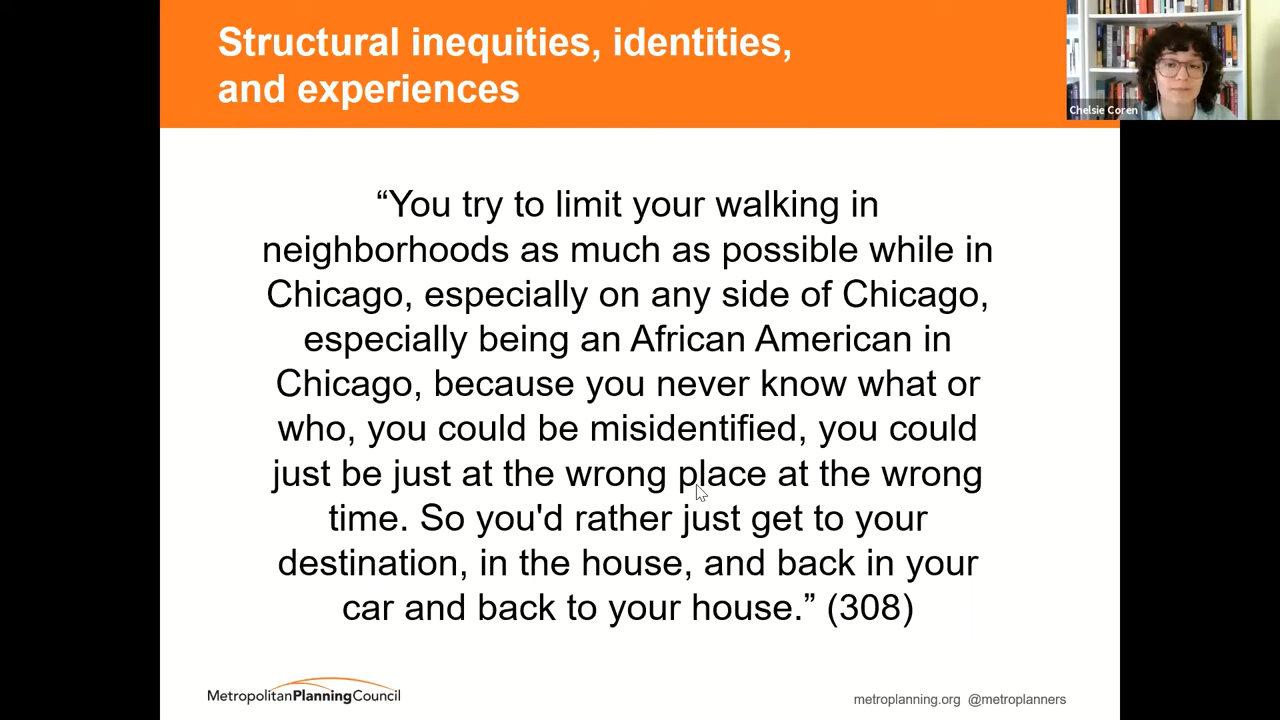 Structural inequities, identities,
and experiences
Chelsie Coren
“You try to limit your walking in
neighborhoods as much as possible while in
Chicago, especially on any side of Chicago,
especially being an African American in
Chicago, because you never know what or
who, you could be misidentified, you could
just be just at the wrong place at the wrong
time. So you'd rather just get to your
destination, in the house, and back in your
car and back to your house.” (308)
MetropolitanPlanningCouncil
metroplanning.org @metroplanners